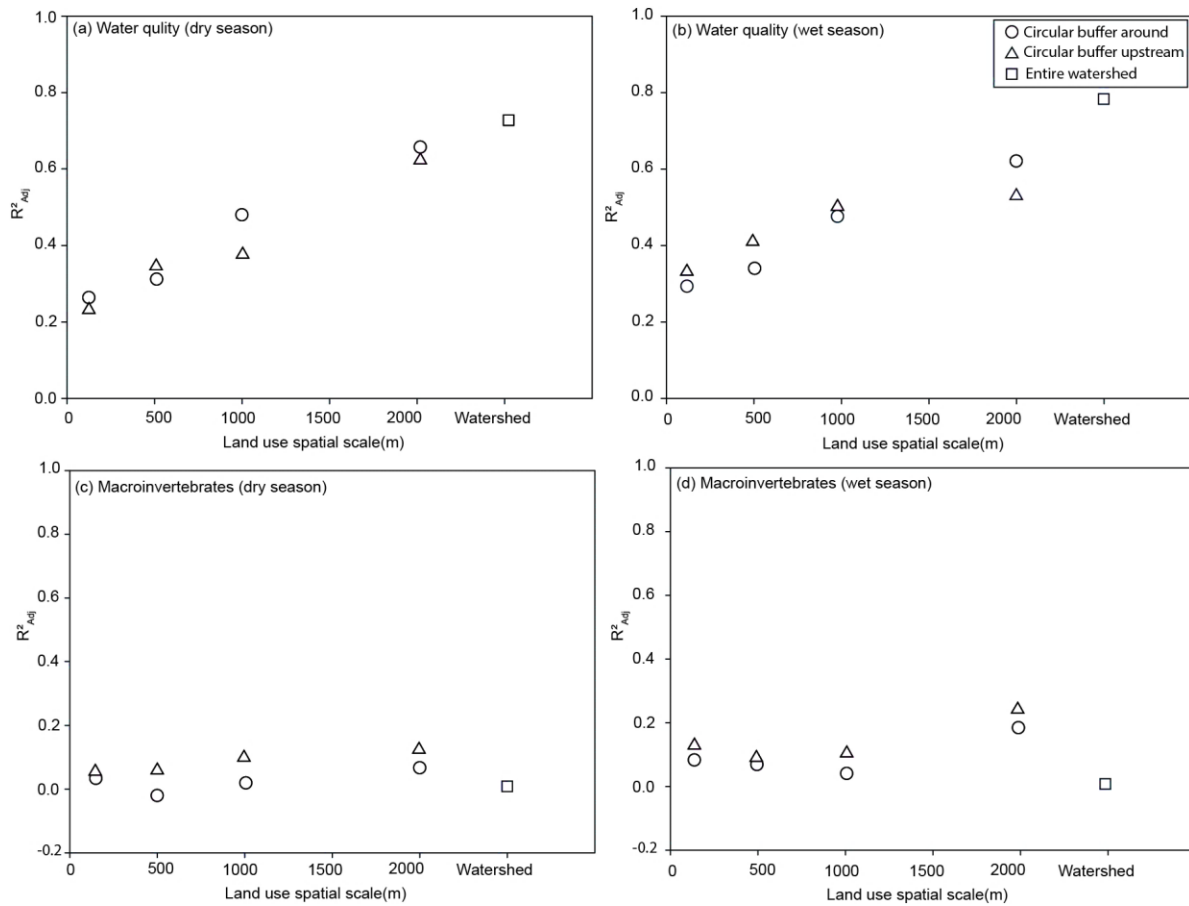 (a) Water qulity (dry season)
1.0
0.8
0.6
0.4
0.2
0.0
R²Adj
0 500 1000 1500 2000 Watershed
Land use spatial scale(m)
(b) Water quality (wet season)
Circular buffer around
Circular buffer upstream
Entire watershed
1.0
0.8
0.6
0.4
0.2
0.0
R²Adj
0 500 1000 1500 2000 Watershed
Land use spatial scale(m)
(c) Macroinvertebrates (dry season)
1.0
0.8
0.6
0.4
0.2
0.0
-0.2
R²Adj
0 500 1000 1500 2000 Watershed
Land use spatial scale(m)
(d) Macroinvertebrates (wet season)
1.0
0.8
0.6
0.4
0.2
0.0
-0.2
R²Adj
0 500 1000 1500 2000 Watershed
Land use spatial scale(m)